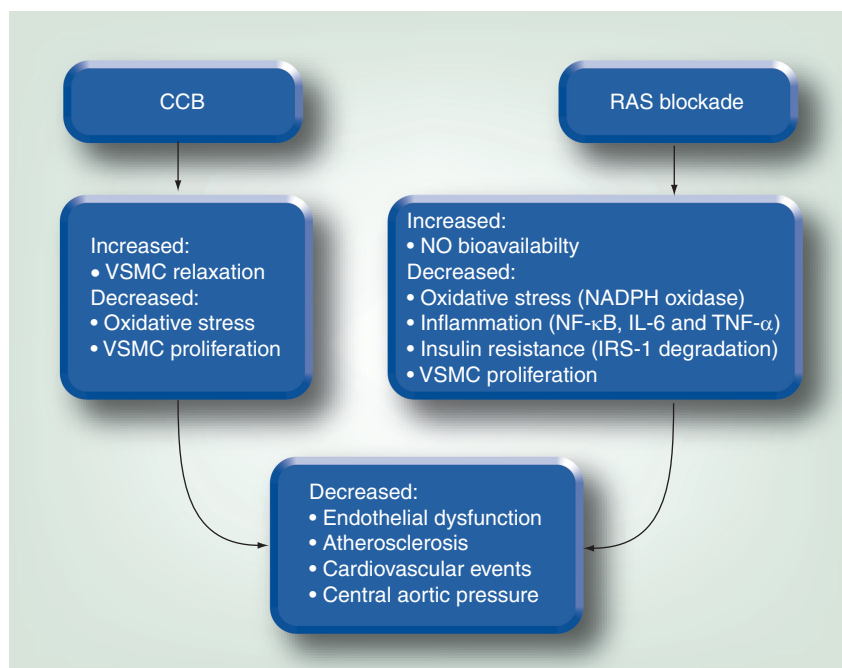 CCB
RAS blockade
Increased:
• VSMC relaxation
Decreased:
• Oxidative stress
• VSMC proliferation
Increased:
• NO bioavailabilty
Decreased:
• Oxidative stress (NADPH oxidase)
• Inflammation (NF-κB, IL-6 and TNF-α)
• Insulin resistance (IRS-1 degradation)
• VSMC proliferation
Decreased:
• Endothelial dysfunction
• Atherosclerosis
• Cardiovascular events
• Central aortic pressure